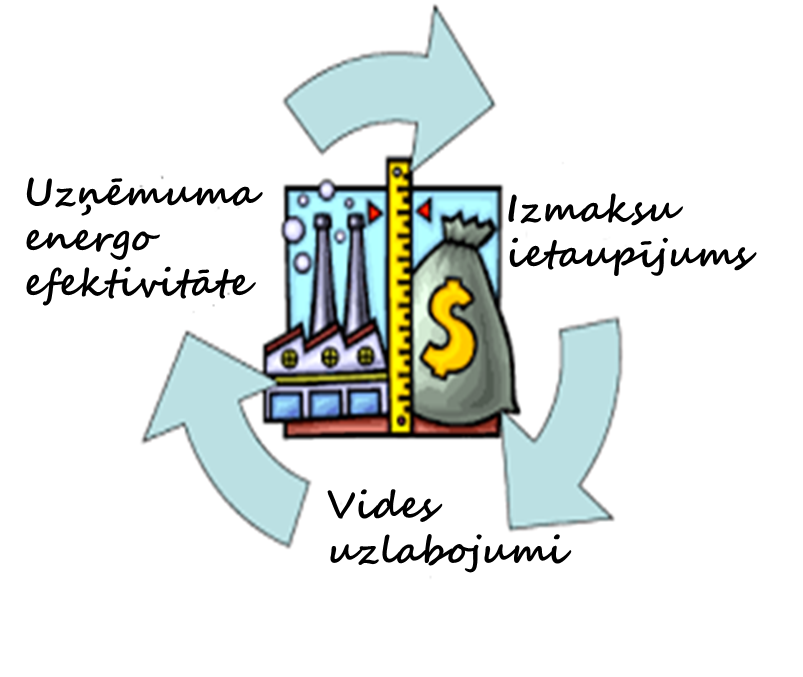 Uzņēmuma
energo
efektivitāte
Izmaksu
ietaupījums
$
Vides
uzlabojumi